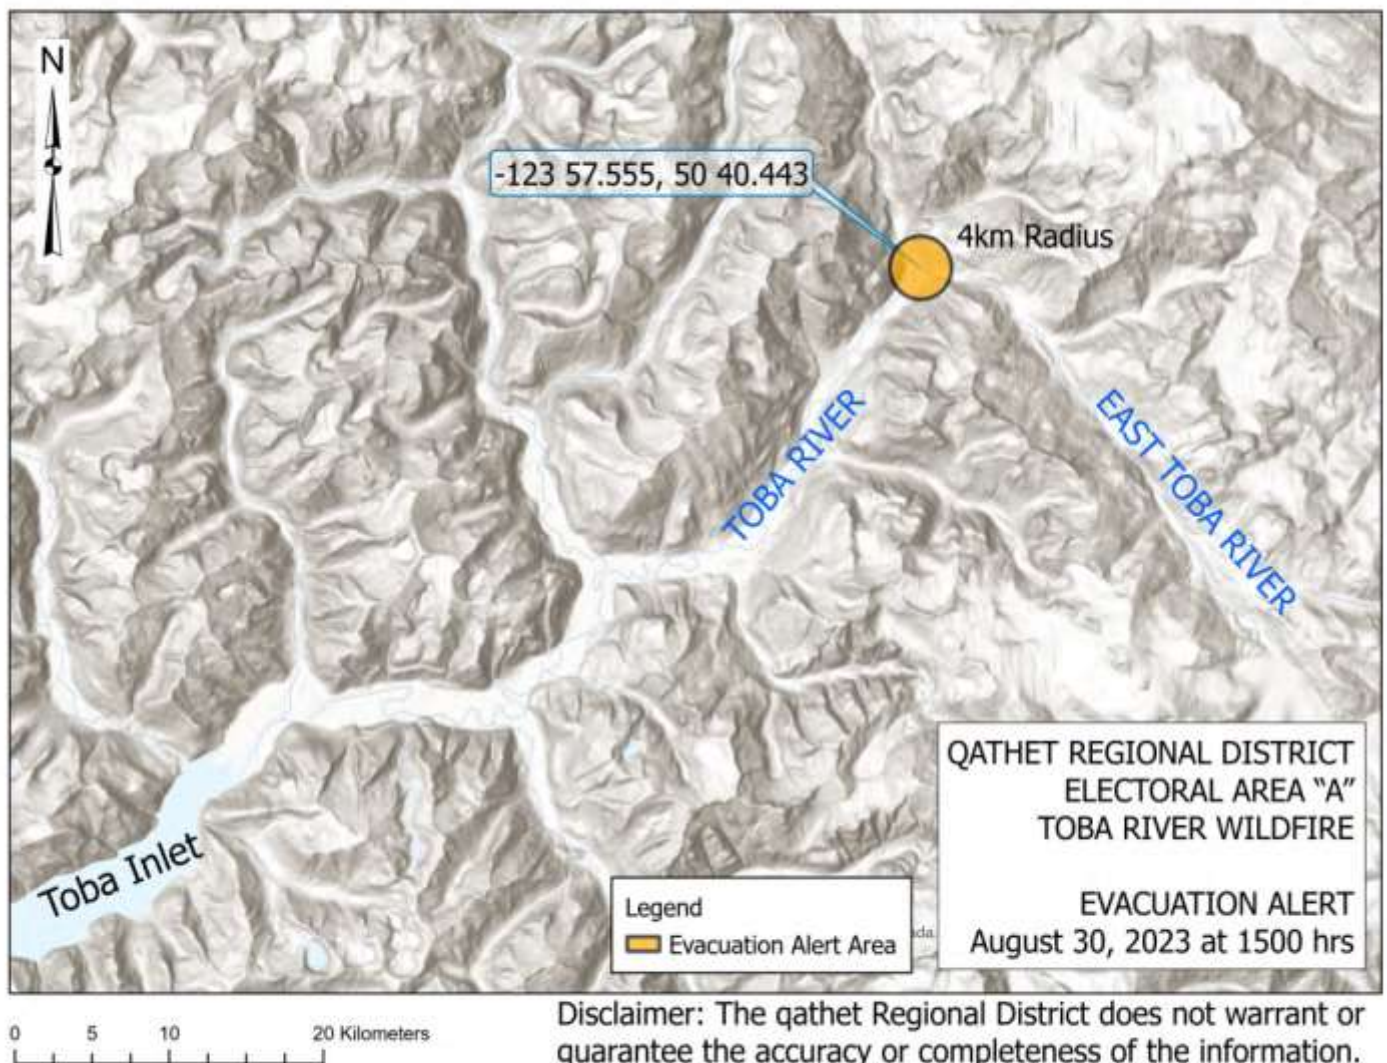 N
-123 57.555, 50 40.443
4km Radius
TOBA RIVER
EAST TOBA RIVER
Toba Inlet
QATHET REGIONAL DISTRICT
ELECTORAL AREA “A”
TOBA RIVER WILDFIRE
EVACUATION ALERT
August 30, 2023 at 1500 hrs
Legend
Evacuation Alert Area
0 5 10 20 Kilometers
Disclaimer: The qathet Regional District does not warrant or
guarantee the accuracy or completeness of the information.